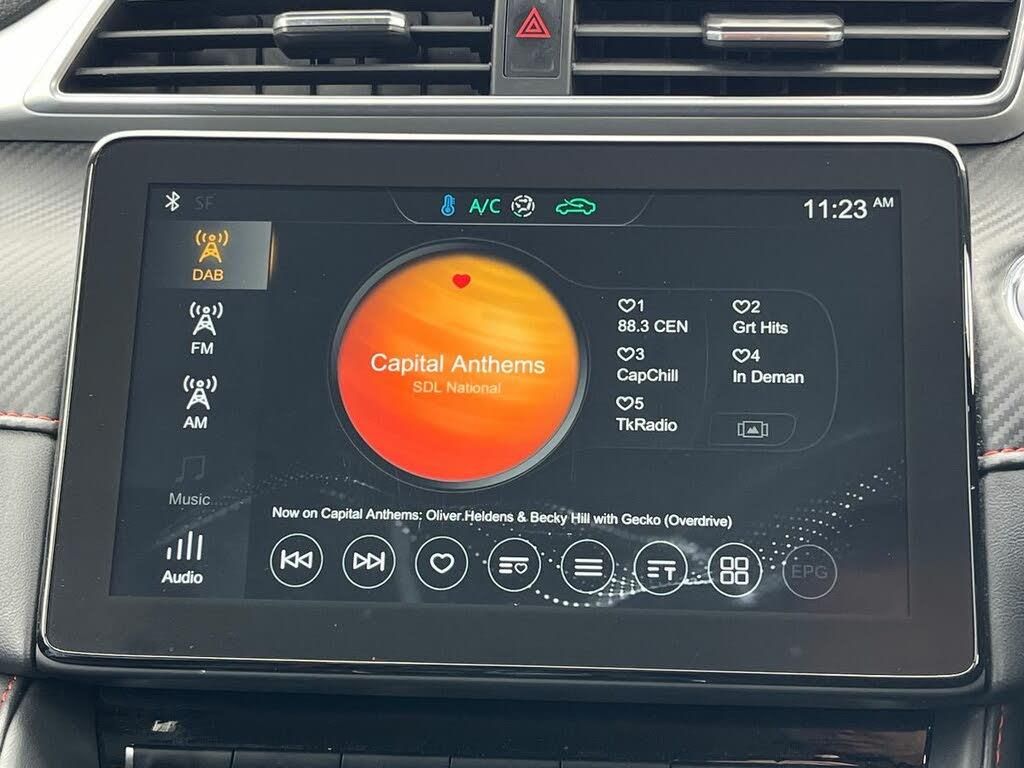 SF
A/C
11:23 AM
DAB
FM
AM
Music
Audio
Capital Anthems
SDL National
1
88.3 CEN
2
Grt Hits
3
CapChill
4
In Deman
5
TkRadio
Now on Capital Anthems: Oliver Heldens & Becky Hill with Gecko (Overdrive)
T
EPG